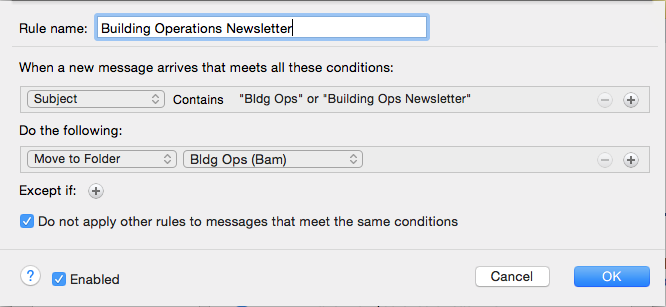 Rule name: Building Operations Newsletter
When a new message arrives that meets all these conditions:
Subject Contains "Bldg Ops" or "Building Ops Newsletter"
Do the following:
Move to Folder Bldg Ops (Bam)
Except if:
Do not apply other rules to messages that meet the same conditions
? Enabled Cancel OK